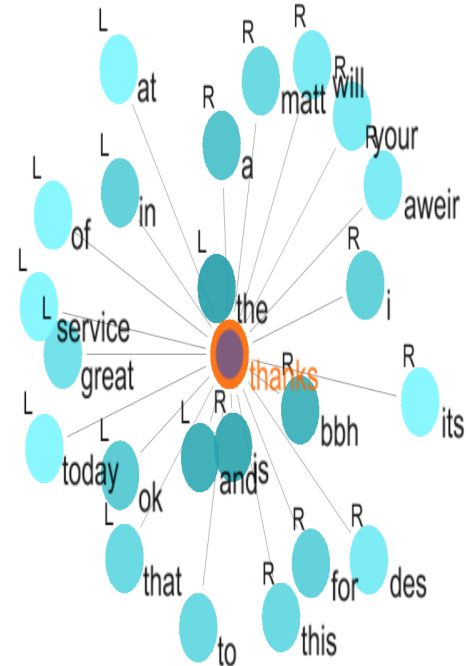 L
at
R
matt
R
will
R
your
R
a
R
aweir
L
in
L
of
R
i
L
the
L
service
L
great
thanks
R
bbh
R
its
L
today
L
and
R
is
L
ok
L
that
to
R
this
R
for
R
des